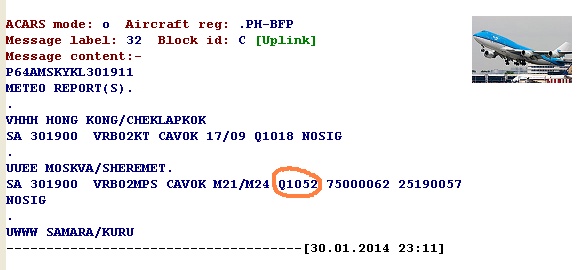 ACARS mode: o  Aircraft reg: .PH-BFP
Message label: 32  Block id: C [Uplink]
Message content:-
P64AMSKYKL301911
METEO REPORT(S).
.
VHHH HONG KONG/CHEKLAPKOK
SA 301900  VRB02KT CAVOK 17/09 Q1018 NOSIG
.
UUEE MOSKVA/SHEREMET.
SA 301900  VRB02MPS CAVOK M21/M24 Q1052 75000062 25190057
NOSIG
.
UWWW SAMARA/KURU
-------------------------------------[30.01.2014 23:11]